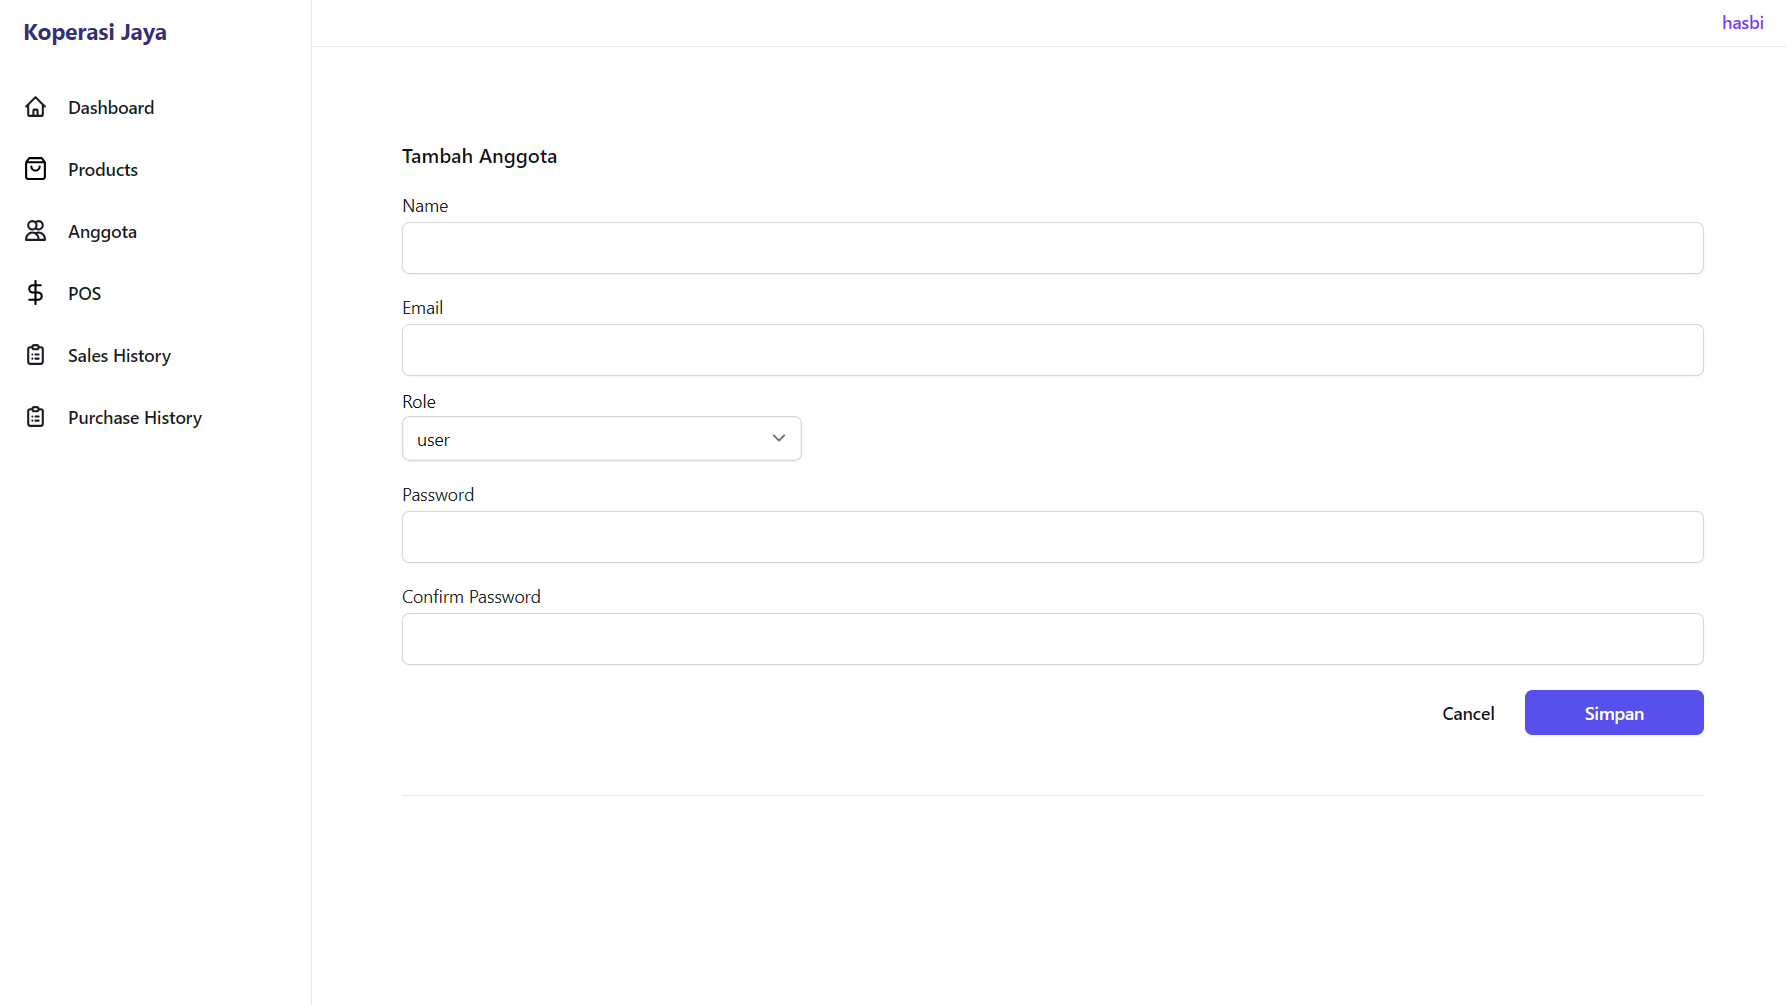 Koperasi Jaya
hasbi
Dashboard
Products
Anggota
POS
Sales History
Purchase History
Tambah Anggota
Name
Email
Role
user
Password
Confirm Password
Cancel
Simpan